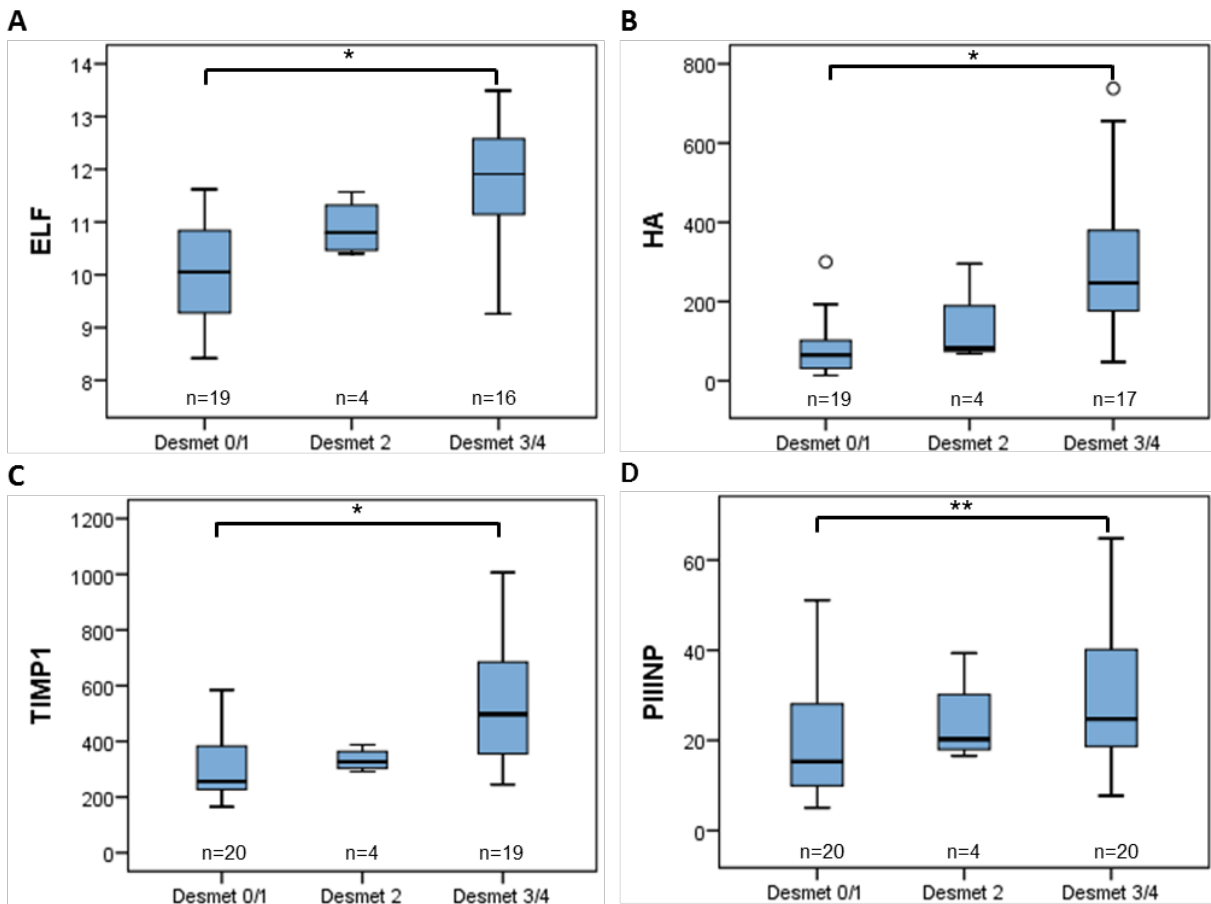 A
ELF
14
13
12
11
10
9
8
*
n=19
n=4
n=16
Desmet 0/1
Desmet 2
Desmet 3/4
B
HA
800
600
400
200
0
*
n=19
n=4
n=17
Desmet 0/1
Desmet 2
Desmet 3/4
C
TIMP1
1200
1000
800
600
400
200
0
*
n=20
n=4
n=19
Desmet 0/1
Desmet 2
Desmet 3/4
D
PIIINP
60
40
20
0
**
n=20
n=4
n=20
Desmet 0/1
Desmet 2
Desmet 3/4